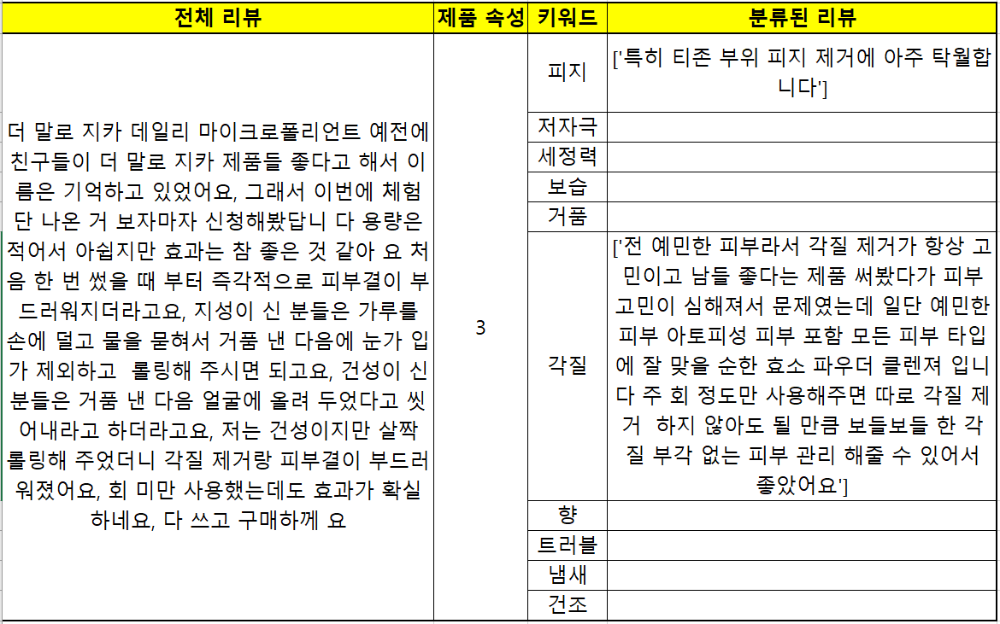 전체 리뷰
제품 속성
키워드
분류된 리뷰
더 말로 지카 데일리 마이크로폴리언트 예전에
친구들이 더 말로 지카 제품들 좋다고 해서 이
름은 기억하고 있었어요, 그래서 이번에 체험
단 나온 거 보자마자 신청해봤답니 다 용량은
적어서 아쉽지만 효과는 참 좋은 것 같아 요 처
음 한 번 썼을 때 부터 즉각적으로 피부결이 부
드러워지더라고요, 지성이 신 분들은 가루를
손에 덜고 물을 묻혀서 거품 낸 다음에 눈가 입
가 제외하고  롤링해 주시면 되고요, 건성이 신
분들은 거품 낸 다음 얼굴에 올려 두었다고 씻
어내라고 하더라고요, 저는 건성이지만 살짝
롤링해 주었더니 각질 제거랑 피부결이 부드러
워졌어요, 회 미만 사용했는데도 효과가 확실
하네요, 다 쓰고 구매하께 요
3
피지
['특히 티존 부위 피지 제거에 아주 탁월합
니다']
저자극
세정력
보습
거품
각질
['전 예민한 피부라서 각질 제거가 항상 고
민이고 남들 좋다는 제품 써봤다가 피부
고민이 심해져서 문제였는데 일단 예민한
피부 아토피성 피부 포함 모든 피부 타입
에 잘 맞을 순한 효소 파우더 클렌져 입니
다 주 회 정도만 사용해주면 따로 각질 제
거  하지 않아도 될 만큼 보들보들 한 각
질 부각 없는 피부 관리 해줄 수 있어서
좋았어요']
향
트러블
냄새
건조